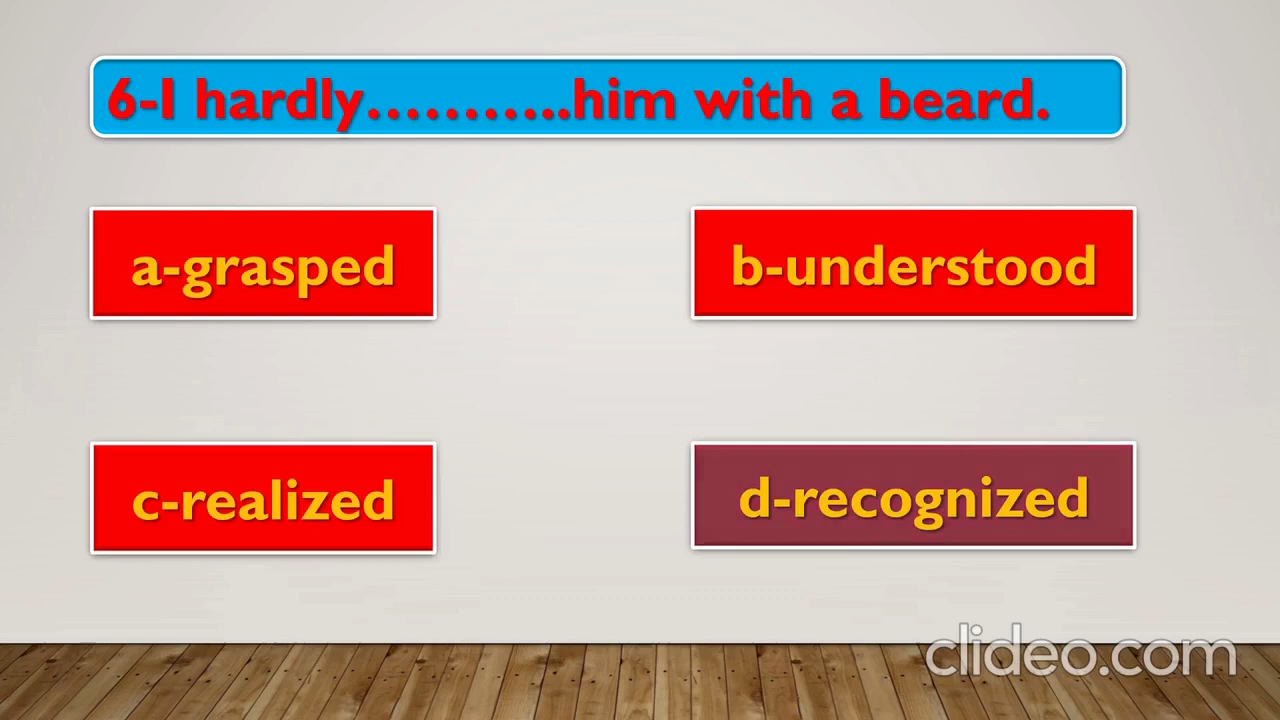 6-I hardly………..him with a beard.
a-grasped
b-understood
c-realized
d-recognized
clideo.com